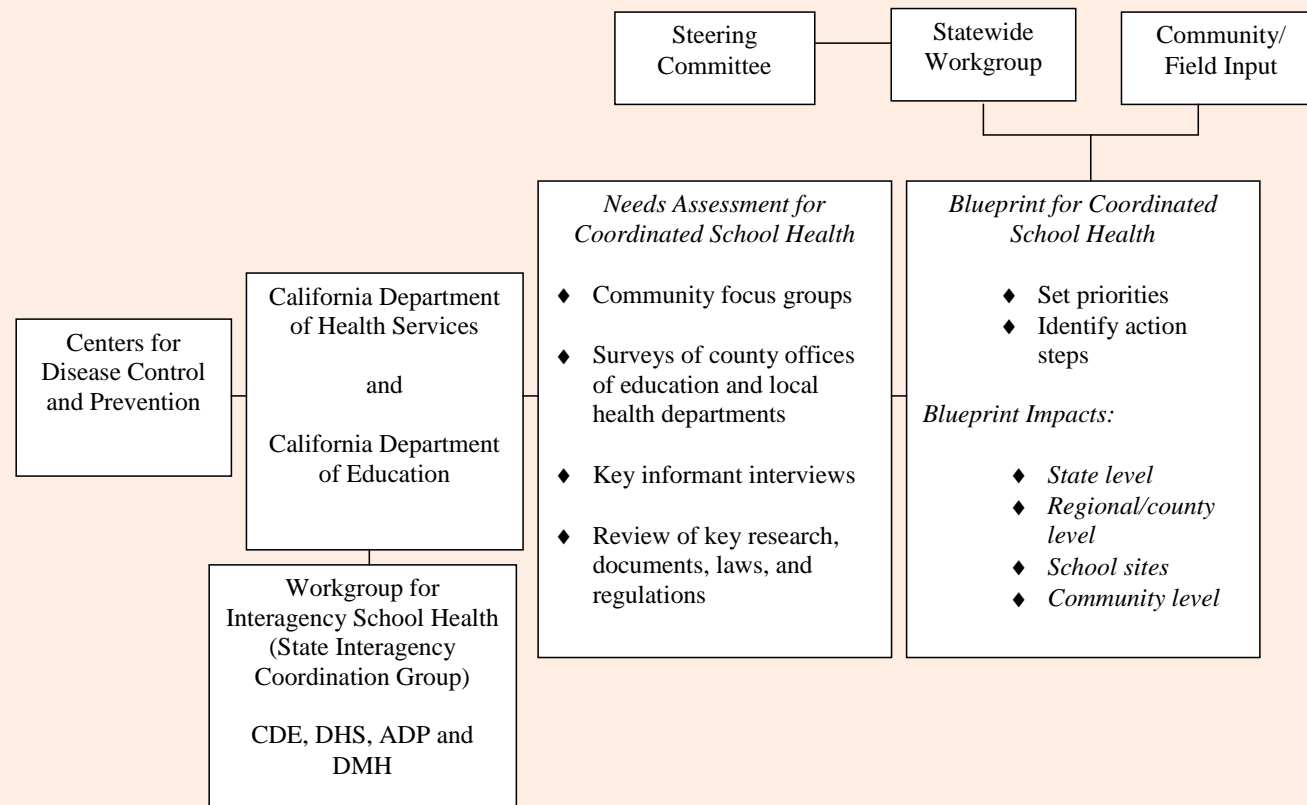 Steering
Committee
Statewide
Workgroup
Community/
Field Input
Centers for
Disease Control
and Prevention
California Department
of Health Services
and
California Department
of Education
Workgroup for
Interagency School Health
(State Interagency
Coordination Group)
CDE, DHS, ADP and
DMH
Needs Assessment for
Coordinated School Health
♦ Community focus groups
♦ Surveys of county offices
of education and local
health departments
♦ Key informant interviews
♦ Review of key research,
documents, laws, and
regulations
Blueprint for Coordinated
School Health
♦ Set priorities
♦ Identify action
steps
Blueprint Impacts:
♦ State level
♦ Regional/county
level
♦ School sites
♦ Community level